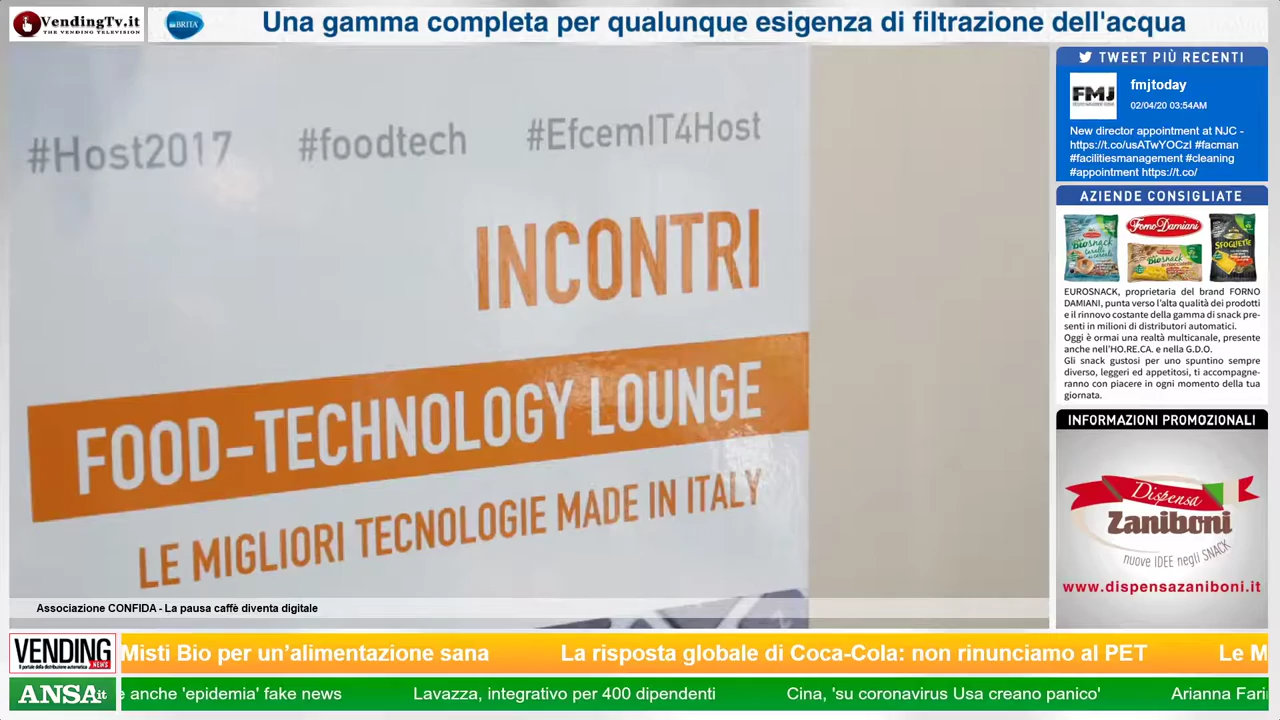 VendingTv.it
THE VENDING TELEVISION
BRITA
Una gamma completa per qualunque esigenza di filtrazione dell'acqua
#Host2017 #foodtech #EfcemIT4Host
INCONTRI
FOOD-TECHNOLOGY LOUNGE
LE MIGLIORI TECNOLOGIE MADE IN ITALY
Associazione CONFIDA - La pausa caffè diventa digitale
TWEET PIÙ RECENTI
FMJ
fmjtoday
02/04/20 03:54AM
New director appointment at NJC -
https://t.co/usATwYOCzI #facman
#facilitiesmanagement #cleaning
#appointment https://t.co/
AZIENDE CONSIGLIATE
Forno Damiani
Biosnack
Biosnack
SFOGLIETTE
EUROSNACK, proprietaria del brand FORNO
DAMIANI, punta verso l'alta qualità dei prodotti
e il rinnovo costante della gamma di snack pre-
senti in milioni di distributori automatici.
Oggi è ormai una realtà multicanale, presente
anche nell'HO.RE.CA. e nella G.D.O.
Gli snack gustosi per uno spuntino sempre
diverso, leggeri ed appetitosi, ti accompagne-
ranno con piacere in ogni momento della tua
giornata.
INFORMAZIONI PROMOZIONALI
Dispensa
Zaniboni
nuove IDEE negli SNACK
www.dispensazaniboni.it
VENDING
NEWS
Il portale della distribuzione automatica
Misti Bio per un'alimentazione sana La risposta globale di Coca-Cola: non rinunciamo al PET Le M
ANSA.it
e anche 'epidemia' fake news Lavazza, integrativo per 400 dipendenti Cina, 'su coronavirus Usa creano panico' Arianna Fari